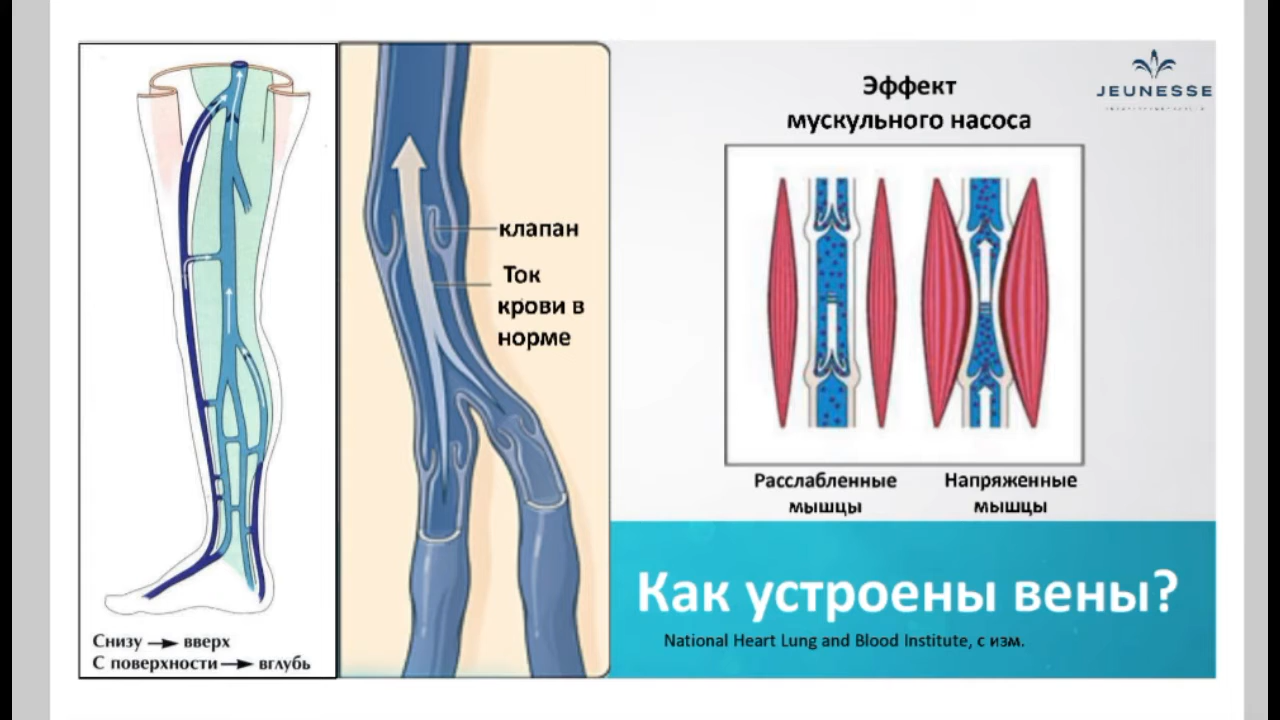 Эффект
мускульного насоса
JEUNESSE
клапан
Ток
крови в
норме
Расслабленные
мышцы
Напряженные
мышцы
Как устроены вены?
National Heart Lung and Blood Institute, с изм.
Снизу → вверх
С поверхности → вглубь